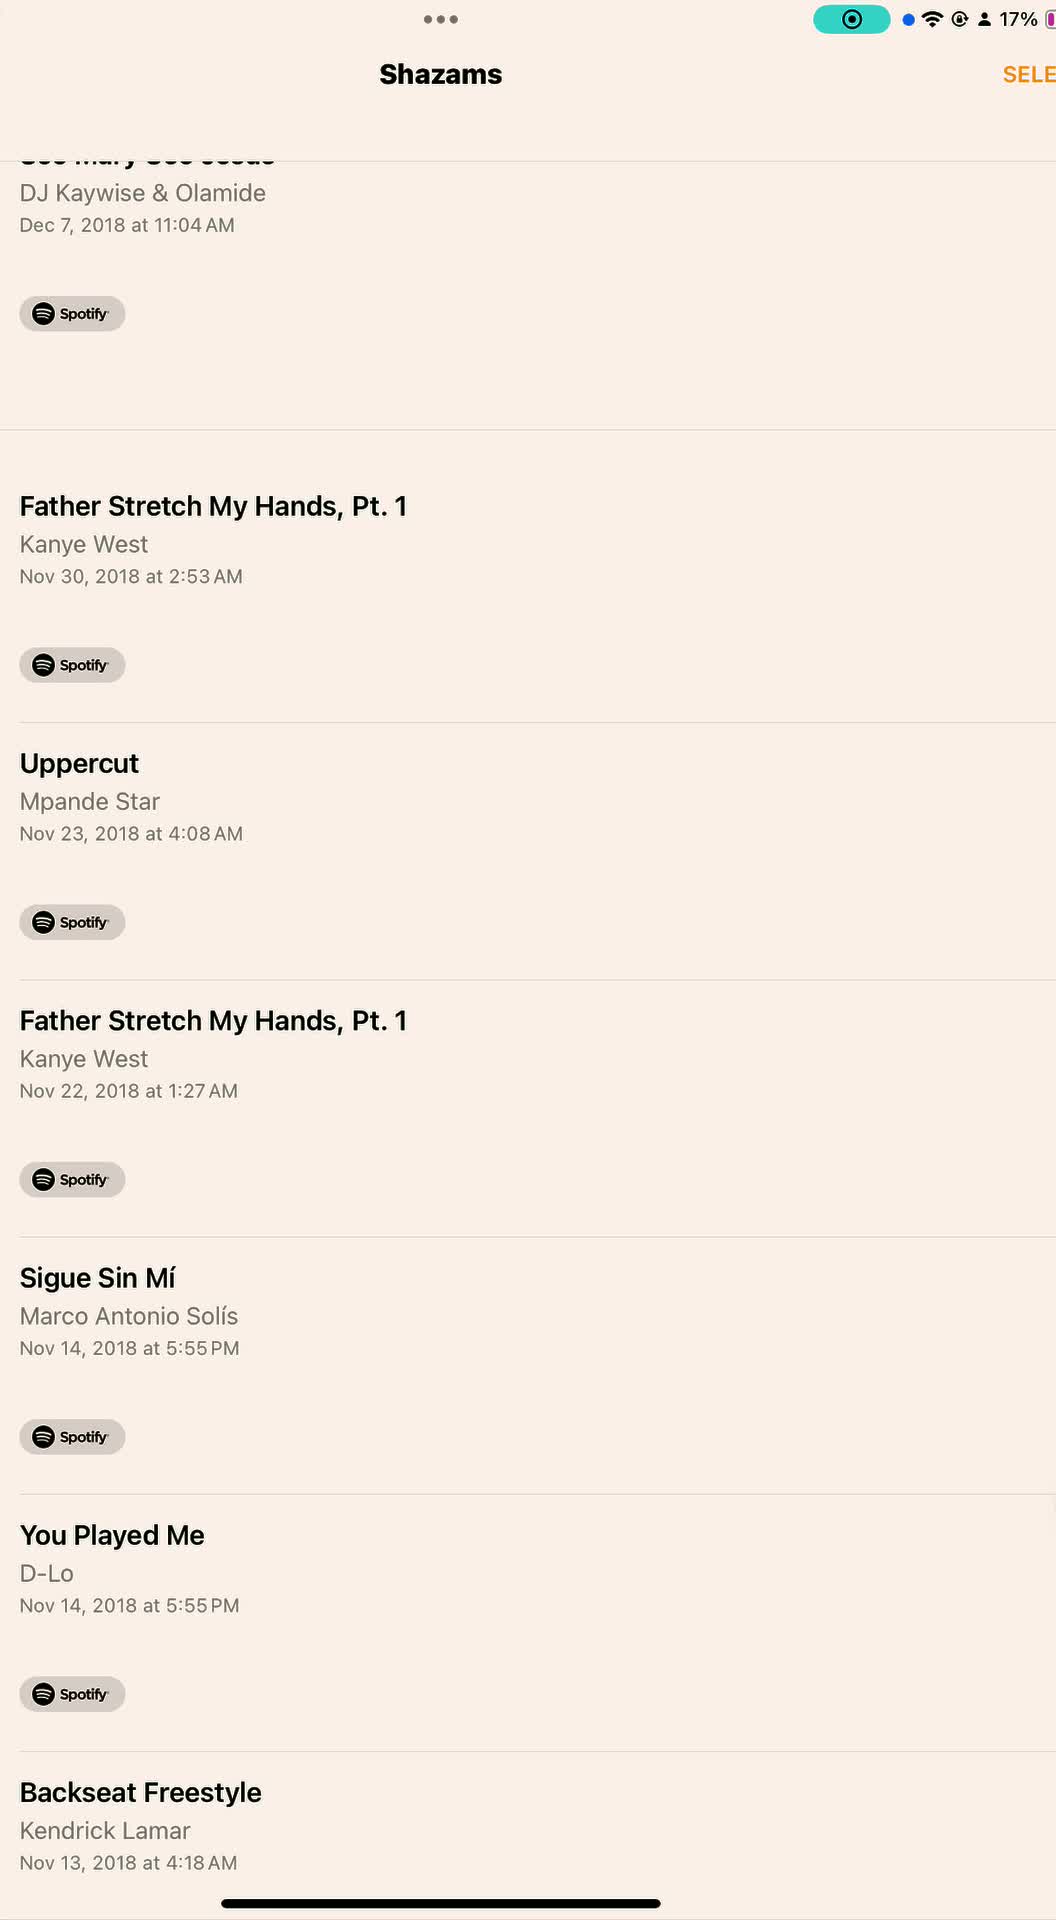 17%
Shazams
SELE
See Mary See Jesus
DJ Kaywise & Olamide
Dec 7, 2018 at 11:04 AM
Spotify
Father Stretch My Hands, Pt. 1
Kanye West
Nov 30, 2018 at 2:53 AM
Spotify
Uppercut
Mpande Star
Nov 23, 2018 at 4:08 AM
Spotify
Father Stretch My Hands, Pt. 1
Kanye West
Nov 22, 2018 at 1:27 AM
Spotify
Sigue Sin Mí
Marco Antonio Solís
Nov 14, 2018 at 5:55 PM
Spotify
You Played Me
D-Lo
Nov 14, 2018 at 5:55 PM
Spotify
Backseat Freestyle
Kendrick Lamar
Nov 13, 2018 at 4:18 AM